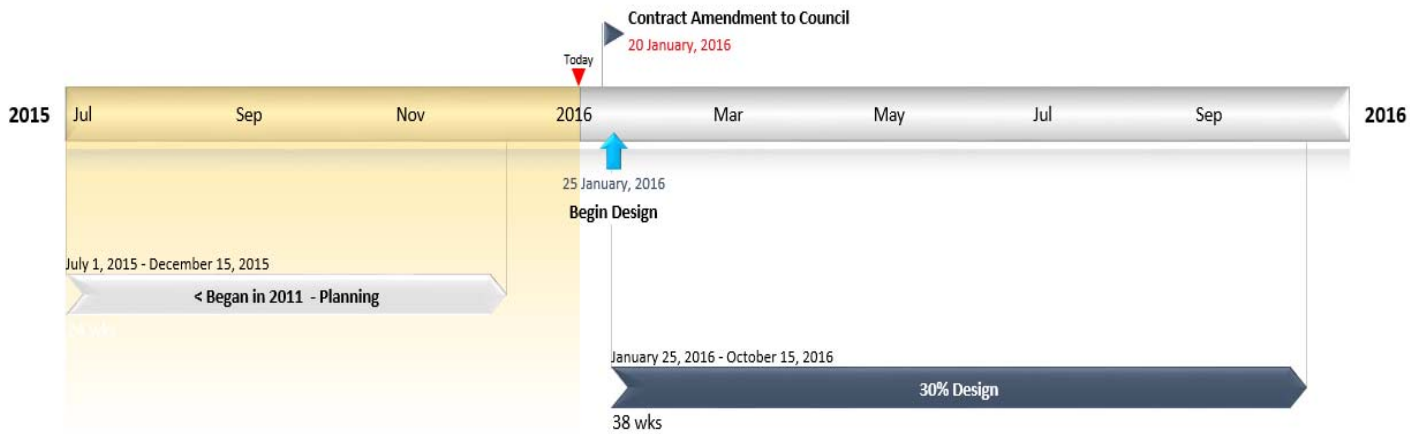 Contract Amendment to Council
20 January, 2016
Today
2015 Jul Sep Nov 2016 Mar May Jul Sep 2016
25 January, 2016
Begin Design
July 1, 2015 - December 15, 2015
< Began in 2011 - Planning
wks
January 25, 2016 - October 15, 2016
30% Design
38 wks